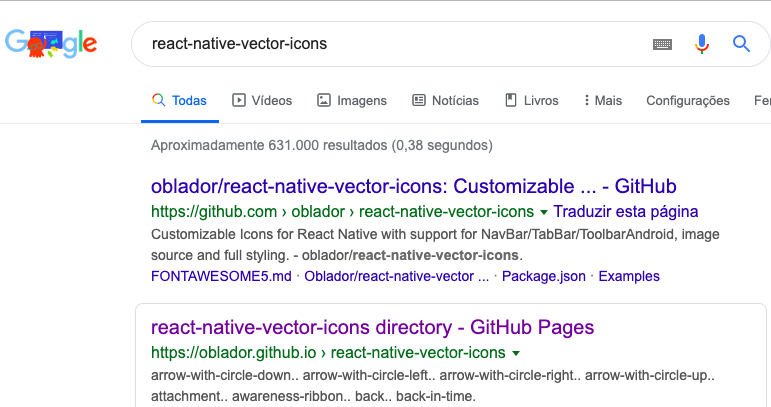 Google
react-native-vector-icons
Todas Vídeos Imagens Notícias Livros Mais Configurações Fer
Aproximadamente 631.000 resultados (0,38 segundos)
oblador/react-native-vector-icons: Customizable ... - GitHub
https://github.com › oblador › react-native-vector-icons Traduzir esta página
Customizable Icons for React Native with support for NavBar/TabBar/ToolbarAndroid, image
source and full styling. - oblador/react-native-vector-icons.
FONTAWESOME5.md · Oblador/react-native-vector ... · Package.json · Examples
react-native-vector-icons directory - GitHub Pages
https://oblador.github.io › react-native-vector-icons
arrow-with-circle-down.. arrow-with-circle-left.. arrow-with-circle-right.. arrow-with-circle-up..
attachment.. awareness-ribbon.. back.. back-in-time.